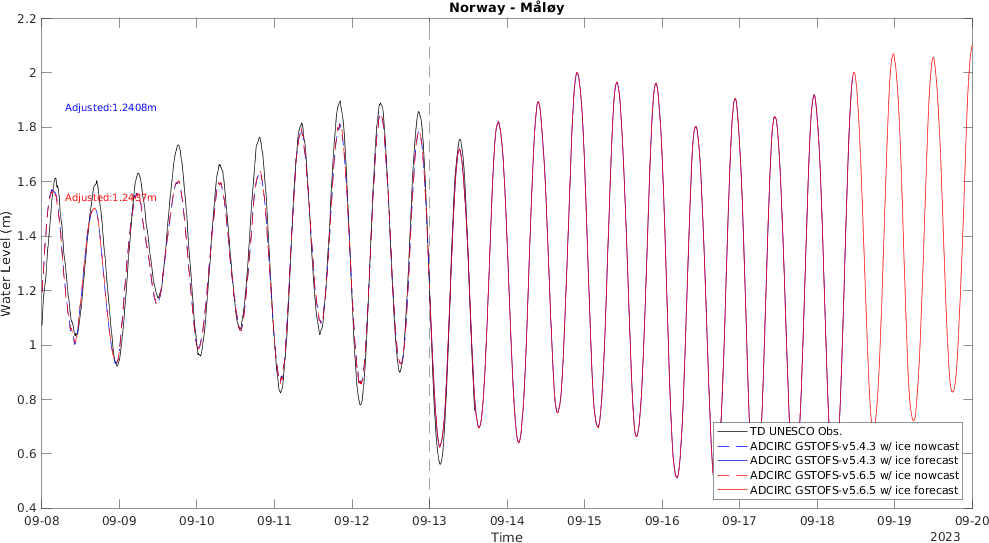 Norway - Måløy
2.2
2
1.8
1.6
1.4
1.2
1
0.8
0.6
0.4
Water Level (m)
Adjusted:1.2408m
Adjusted:1.2437m
TD UNESCO Obs.
ADCIRC GSTOFS-v5.4.3 w/ ice nowcast
ADCIRC GSTOFS-v5.4.3 w/ ice forecast
ADCIRC GSTOFS-v5.6.5 w/ ice nowcast
ADCIRC GSTOFS-v5.6.5 w/ ice forecast
09-08 09-09 09-10 09-11 09-12 09-13 09-14 09-15 09-16 09-17 09-18 09-19 09-20
Time
2023